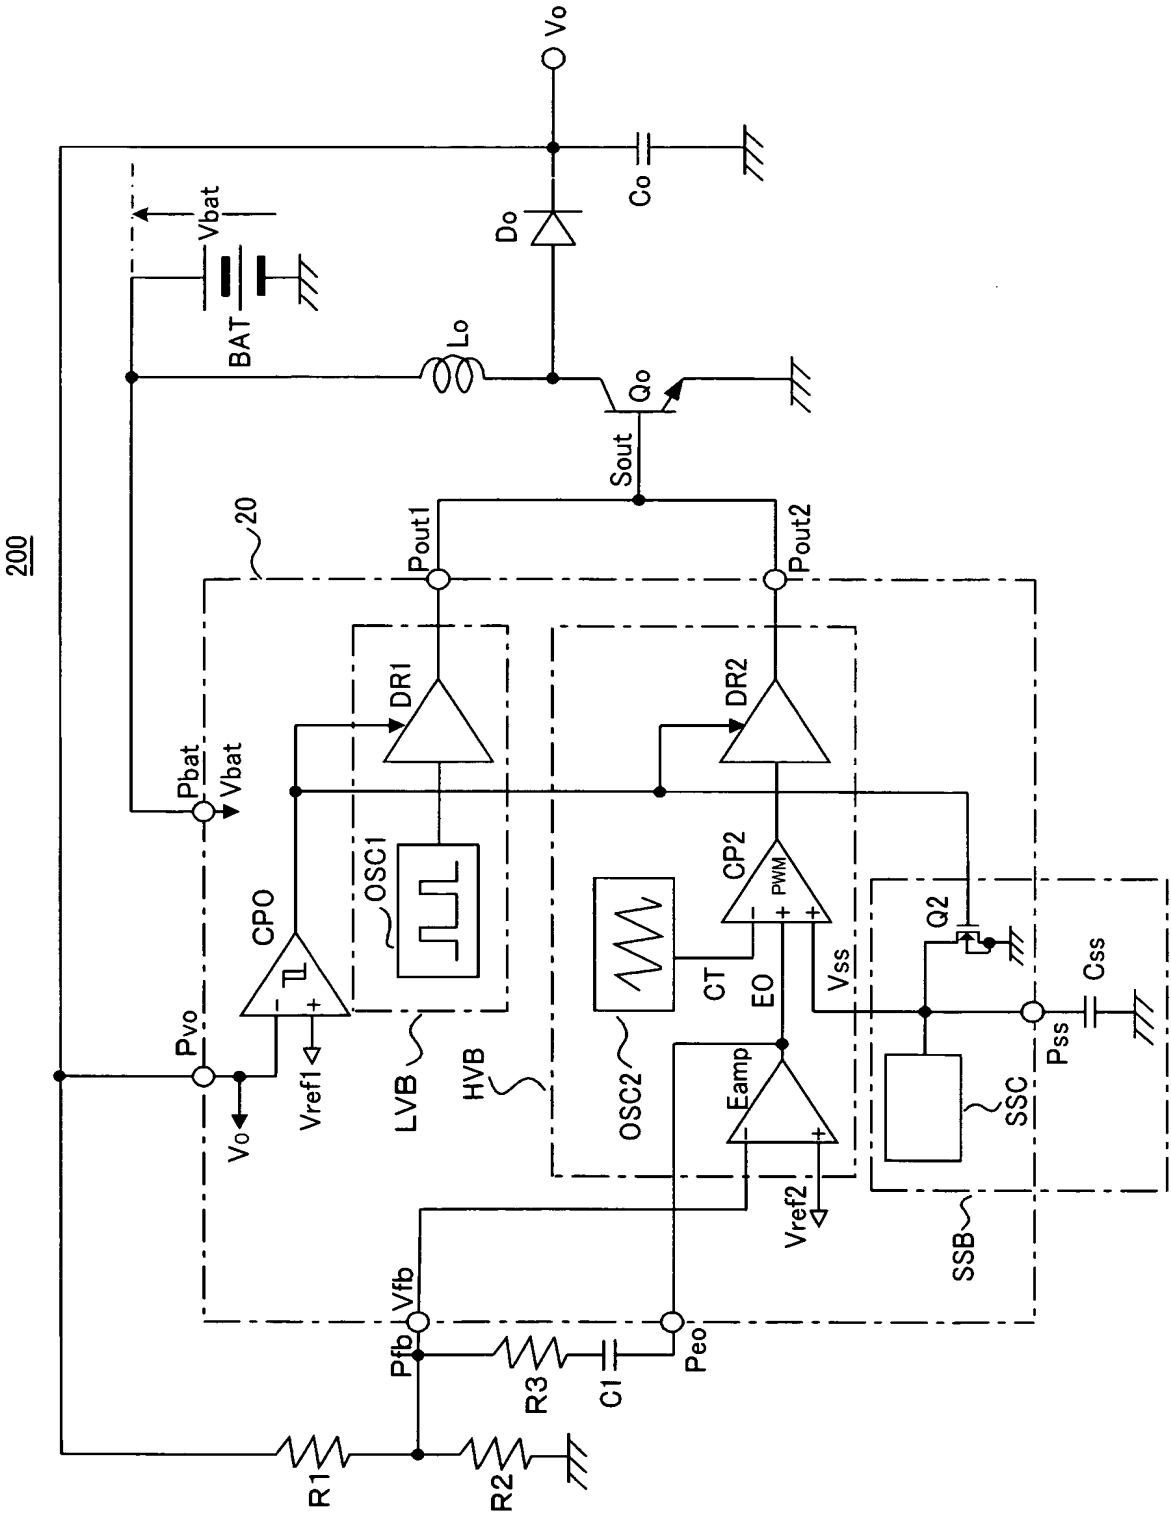 200
Vo
Vbat
BAT
Do
Co
Lo
Qo
Sout
20
Pout1
Pout2
Pbat
Vbat
DR1
DR2
CPO
OSC1
CP2
PWM
-
+
+
Q2
Pvo
-
+
Vref1
Vo
LVB
HVB
OSC2
CT
EO
Vss
Css
Pss
Eamp
-
+
SSC
Vref2
SSB
Vfb
Pfb
Peo
R3
C1
R1
R2